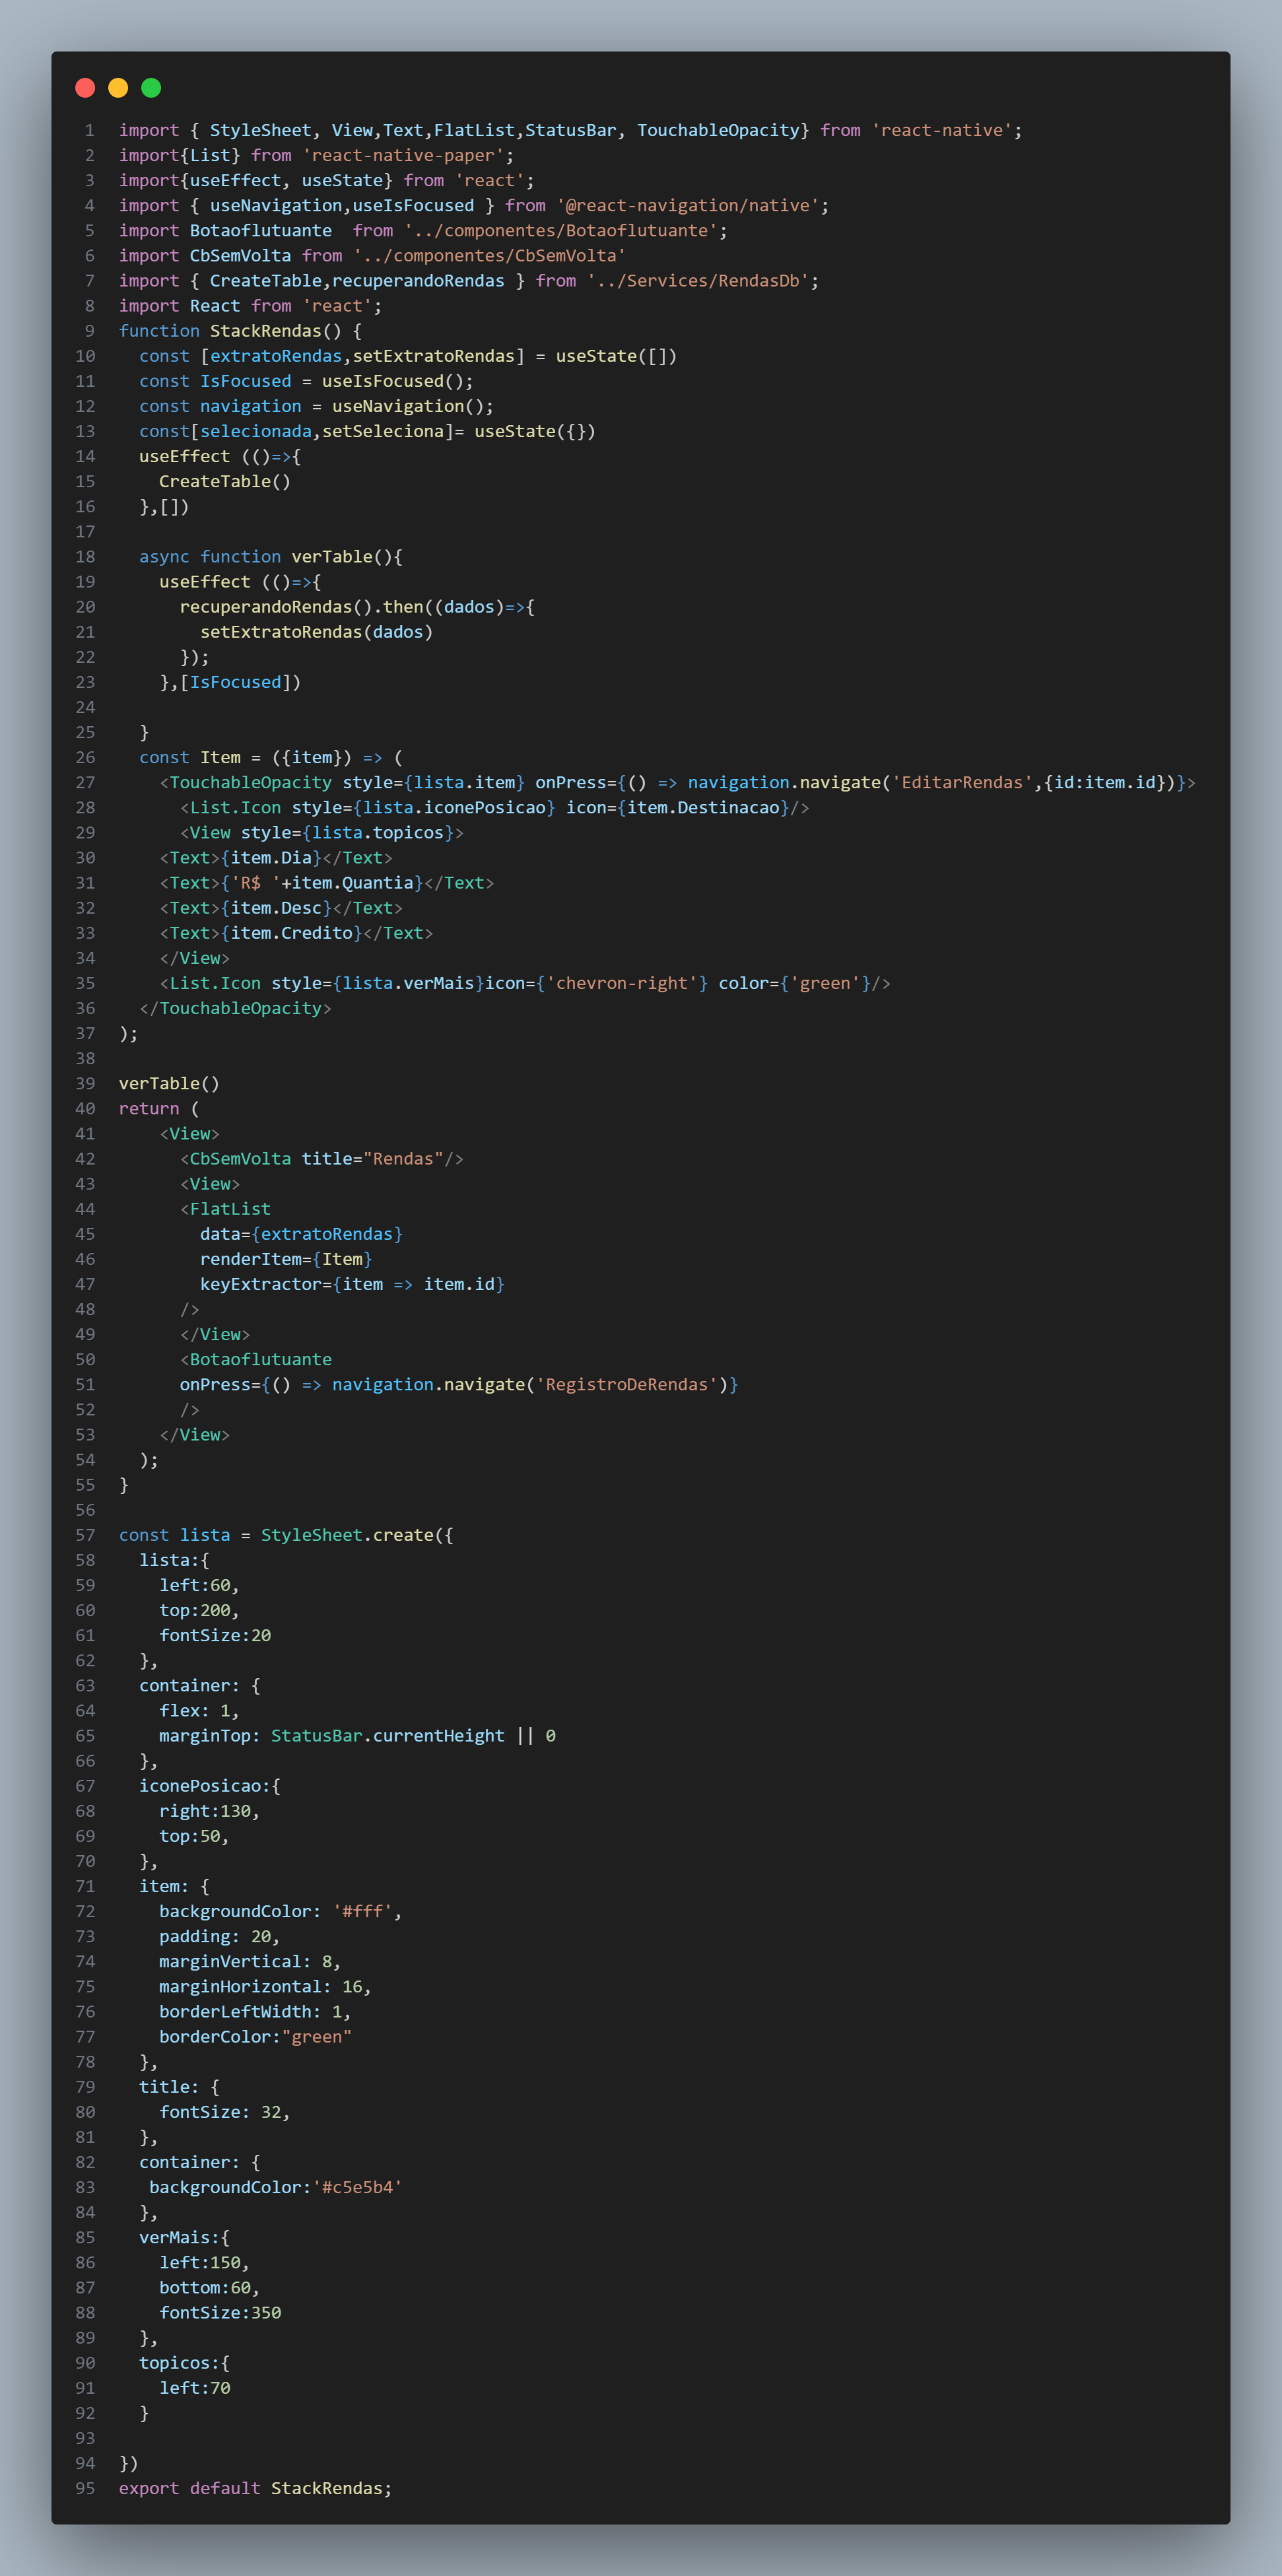 1 import { StyleSheet, View,Text,FlatList,StatusBar, TouchableOpacity} from 'react-native';
2 import{List} from 'react-native-paper';
3 import{useEffect, useState} from 'react';
4 import { useNavigation,useIsFocused } from '@react-navigation/native';
5 import Botaoflutuante  from '../componentes/Botaoflutuante';
6 import CbSemVolta from '../componentes/CbSemVolta'
7 import { CreateTable,recuperandoRendas } from '../Services/RendasDb';
8 import React from 'react';
9 function StackRendas() {
10   const [extratoRendas,setExtratoRendas] = useState([])
11   const IsFocused = useIsFocused();
12   const navigation = useNavigation();
13   const[selecionada,setSeleciona]= useState({})
14   useEffect (()=>{
15     CreateTable()
16   },[])
17
18   async function verTable(){
19     useEffect (()=>{
20       recuperandoRendas().then((dados)=>{
21         setExtratoRendas(dados)
22       });
23     },[IsFocused])
24
25   }
26   const Item = ({item}) => (
27     <TouchableOpacity style={lista.item} onPress={() => navigation.navigate('EditarRendas',{id:item.id})}>
28       <List.Icon style={lista.iconePosicao} icon={item.Destinacao}/>
29       <View style={lista.topicos}>
30     <Text>{item.Dia}</Text>
31     <Text>{'R$ '+item.Quantia}</Text>
32     <Text>{item.Desc}</Text>
33     <Text>{item.Credito}</Text>
34     </View>
35     <List.Icon style={lista.verMais}icon={'chevron-right'} color={'green'}/>
36   </TouchableOpacity>
37 );
38
39 verTable()
40 return (
41     <View>
42       <CbSemVolta title="Rendas"/>
43       <View>
44       <FlatList
45         data={extratoRendas}
46         renderItem={Item}
47         keyExtractor={item => item.id}
48       />
49       </View>
50       <Botaoflutuante
51       onPress={() => navigation.navigate('RegistroDeRendas')}
52       />
53     </View>
54   );
55 }
56
57 const lista = StyleSheet.create({
58   lista:{
59     left:60,
60     top:200,
61     fontSize:20
62   },
63   container: {
64     flex: 1,
65     marginTop: StatusBar.currentHeight || 0
66   },
67   iconePosicao:{
68     right:130,
69     top:50,
70   },
71   item: {
72     backgroundColor: '#fff',
73     padding: 20,
74     marginVertical: 8,
75     marginHorizontal: 16,
76     borderLeftWidth: 1,
77     borderColor:"green"
78   },
79   title: {
80     fontSize: 32,
81   },
82   container: {
83    backgroundColor:'#c5e5b4'
84   },
85   verMais:{
86     left:150,
87     bottom:60,
88     fontSize:350
89   },
90   topicos:{
91     left:70
92   }
93
94 })
95 export default StackRendas;